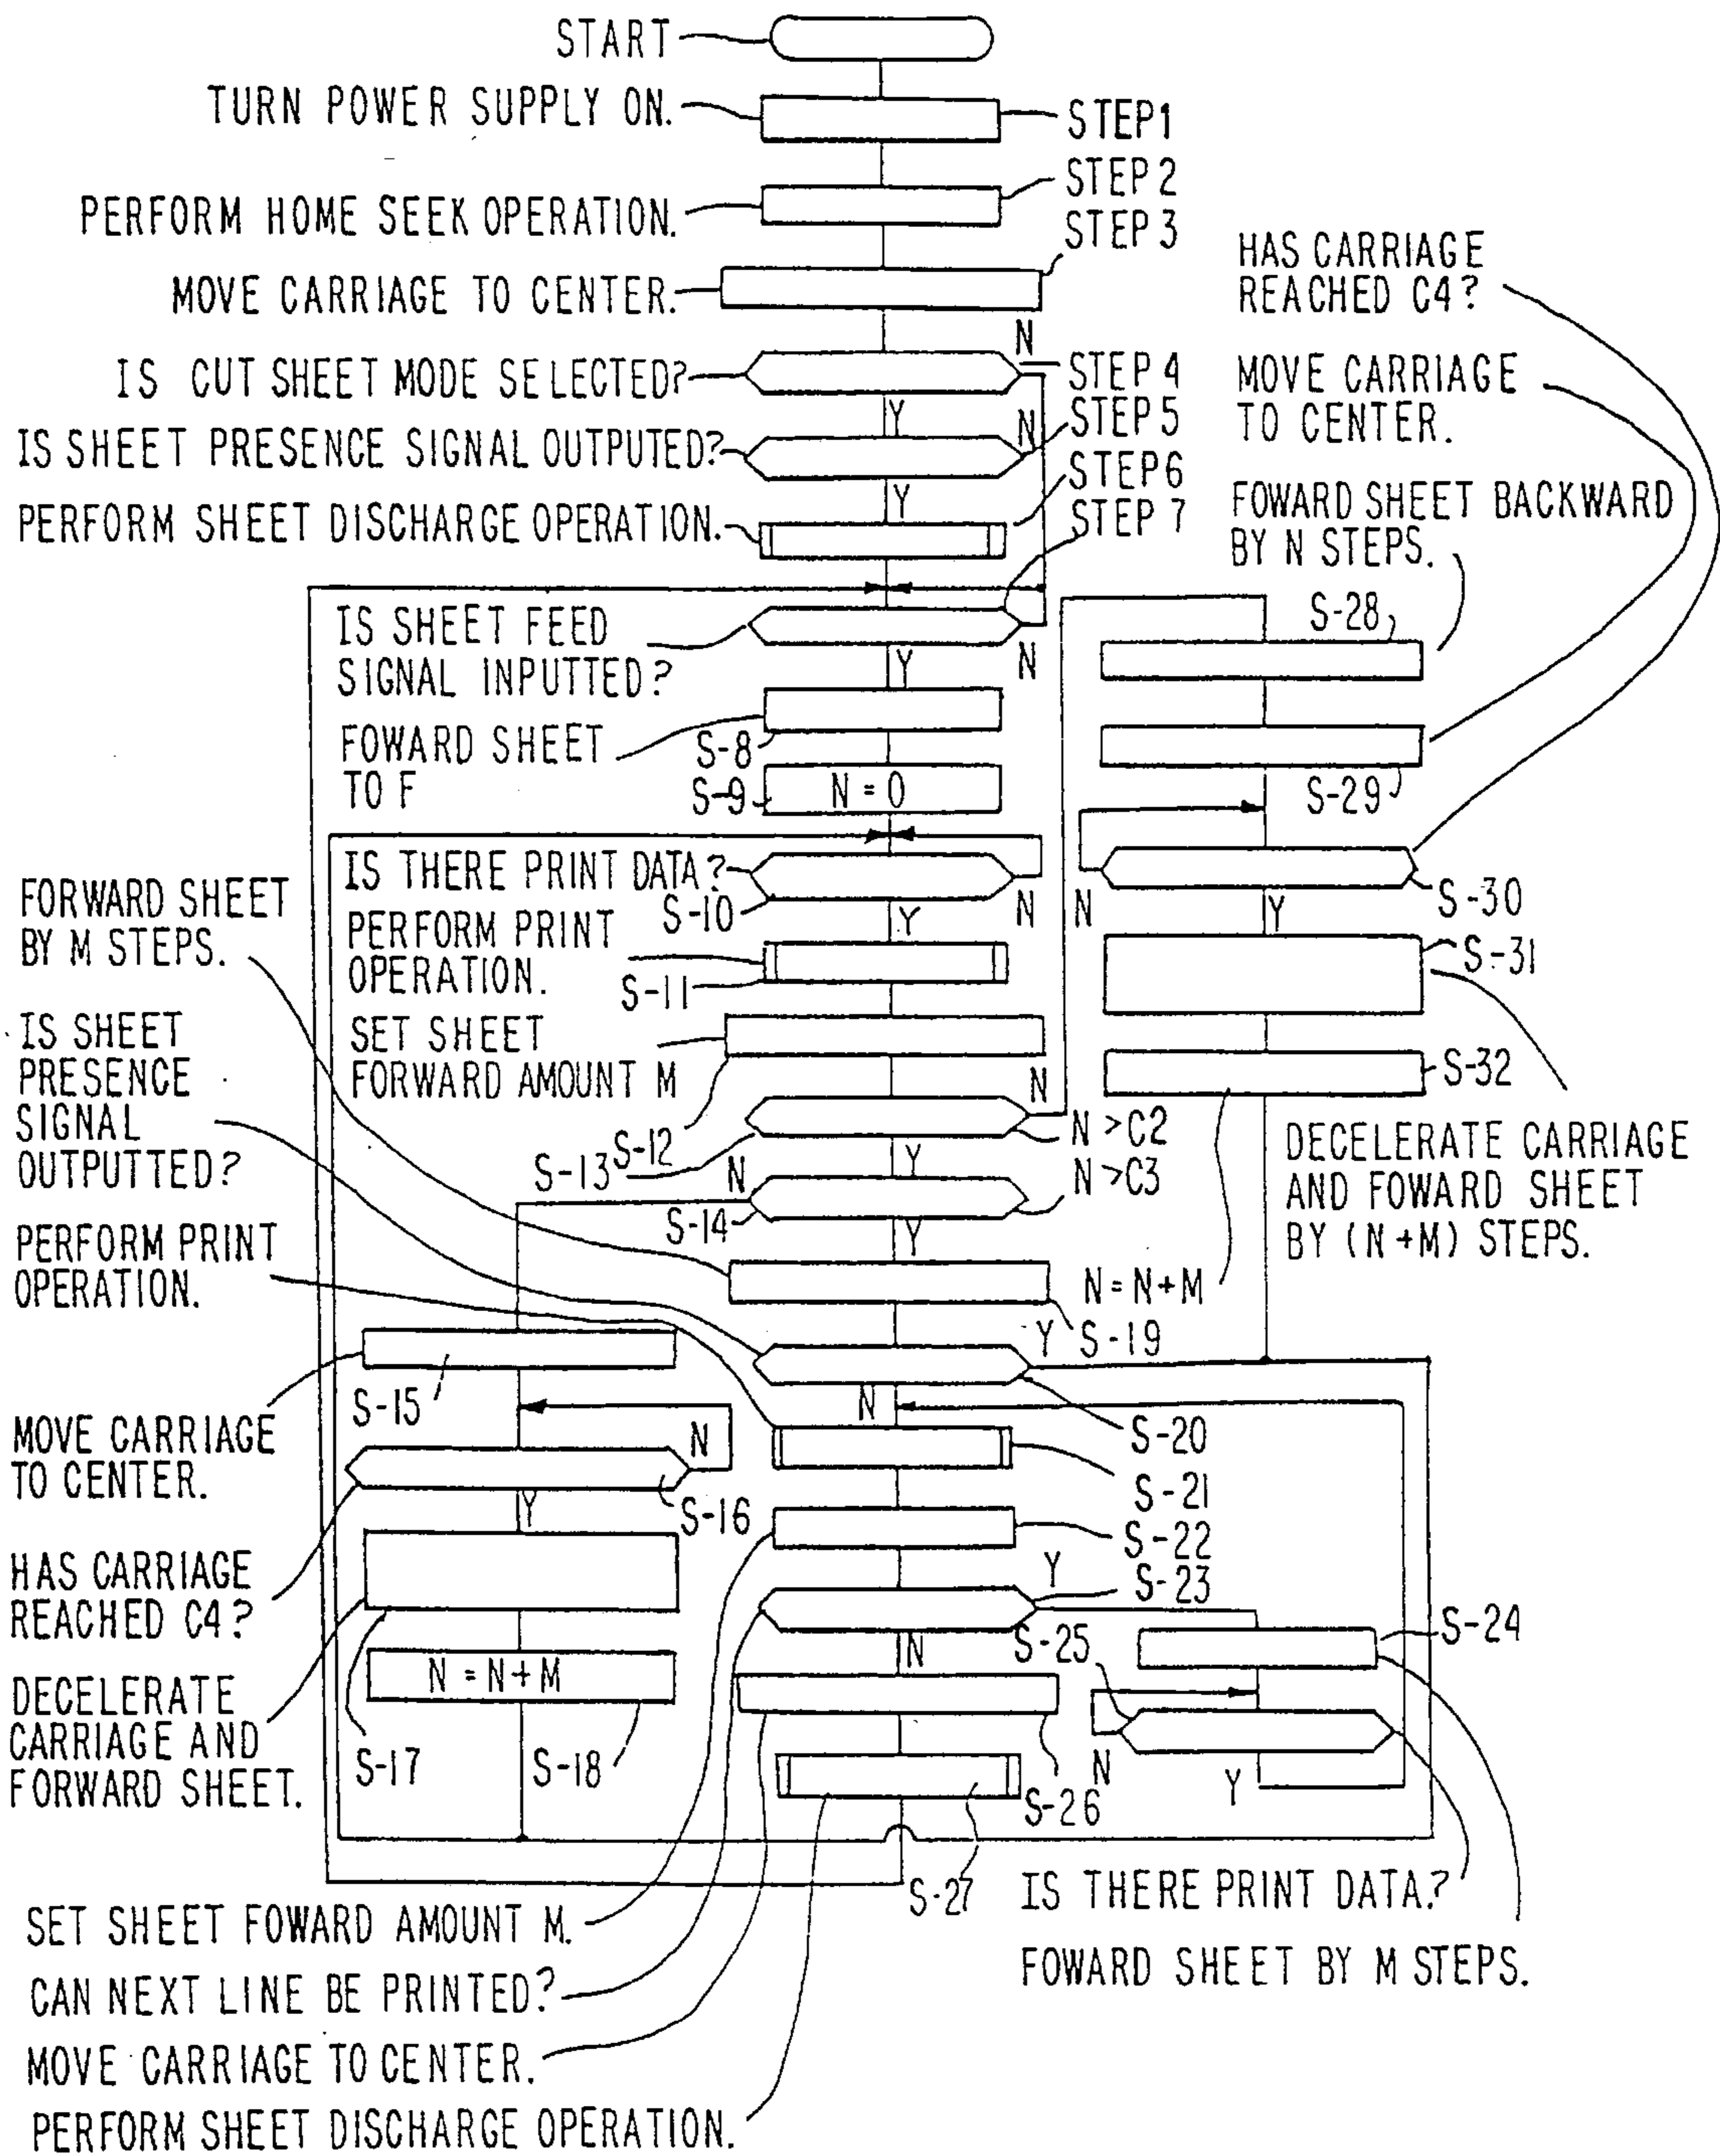 START
TURN POWER SUPPLY ON.
STEP1
PERFORM HOME SEEK OPERATION.
STEP 2
STEP 3
MOVE CARRIAGE TO CENTER.
N
IS CUT SHEET MODE SELECTED?
STEP 4
Y
N
STEP 5
IS SHEET PRESENCE SIGNAL OUTPUTED?
STEP6
Y
PERFORM SHEET DISCHARGE OPERATION.
STEP 7
HAS CARRIAGE
REACHED C4?
MOVE CARRIAGE
TO CENTER.
FOWARD SHEET BACKWARD
BY N STEPS.
IS SHEET FEED
SIGNAL INPUTTED?
Y
N
S-28
FOWARD SHEET
TO F
S-8
S-9
N = 0
S-29
IS THERE PRINT DATA?
S-10
N
Y
N
Y
S-30
FORWARD SHEET
BY M STEPS.
PERFORM PRINT
OPERATION.
S-11
S-31
IS SHEET
PRESENCE
SIGNAL
OUTPUTTED?
SET SHEET
FORWARD AMOUNT M
N
S-32
S-12
S-13
N >C2
Y
N >C3
N
S-14
Y
DECELERATE CARRIAGE
AND FOWARD SHEET
BY (N+M) STEPS.
PERFORM PRINT
OPERATION.
N = N+M
Y
S-19
S-15
N
S-20
MOVE CARRIAGE
TO CENTER.
N
S-16
Y
S-21
S-22
HAS CARRIAGE
REACHED C4?
Y
S-23
S-24
S-25
N
N = N+M
DECELERATE
CARRIAGE AND
FORWARD SHEET.
S-17
S-18
N
Y
S-26
S-27
IS THERE PRINT DATA?
FOWARD SHEET BY M STEPS.
SET SHEET FOWARD AMOUNT M.
CAN NEXT LINE BE PRINTED?
MOVE CARRIAGE TO CENTER.
PERFORM SHEET DISCHARGE OPERATION.